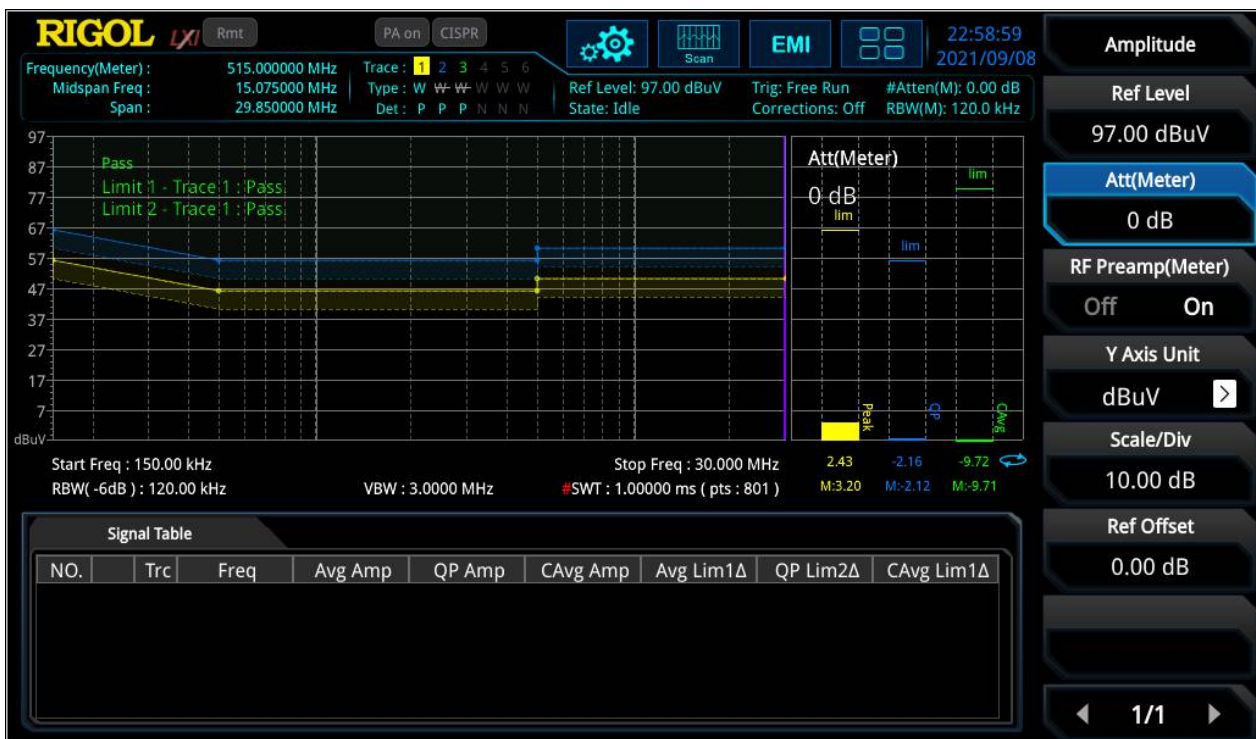 RIGOL LXI Rmt PA on CISPR Scan EMI 22:58:59
2021/09/08
Frequency(Meter) : 515.000000 MHz
Midspan Freq : 15.075000 MHz
Span : 29.850000 MHz
Trace : 1 2 3 4 5 6
Type : W W W W W W
Det : P P P N N N
Ref Level: 97.00 dBuV
State: Idle
Trig: Free Run
Corrections: Off
#Atten(M): 0.00 dB
RBW(M): 120.0 kHz
97
87
77
67
57
47
37
27
17
7
dBuV
Pass
Limit 1 - Trace 1 : Pass
Limit 2 - Trace 1 : Pass
Att(Meter)
0 dB
lim
lim
lim
Peak
QP
CAvg
Start Freq : 150.00 kHz Stop Freq : 30.000 MHz
RBW( -6dB ) : 120.00 kHz VBW : 3.0000 MHz #SWT : 1.00000 ms ( pts : 801 )
2.43 -2.16 -9.72
M:3.20 M:-2.12 M:-9.71
Signal Table
NO. Trc Freq Avg Amp QP Amp CAvg Amp Avg Lim1Δ QP Lim2Δ CAvg Lim1Δ
Amplitude
Ref Level
97.00 dBuV
Att(Meter)
0 dB
RF Preamp(Meter)
Off On
Y Axis Unit
dBuV >
Scale/Div
10.00 dB
Ref Offset
0.00 dB
1/1